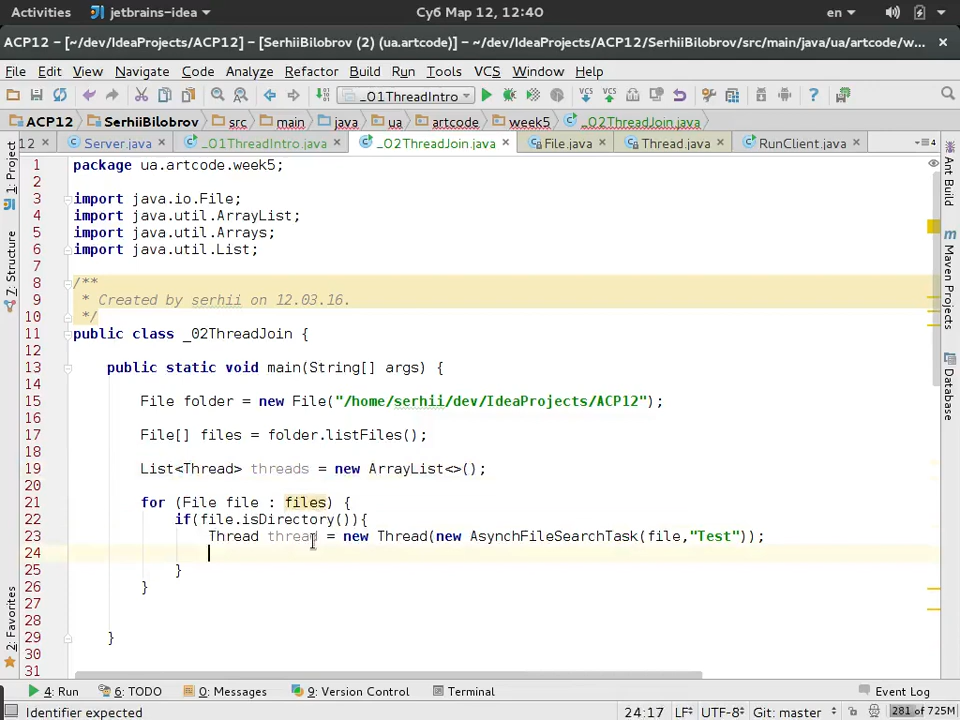 Activities jetbrains-idea Суб Мар 12, 12:40 en
ACP12 - [~/dev/IdeaProjects/ACP12] - [SerhiiBilobrov (2) (ua.artcode)] - ~/dev/IdeaProjects/ACP12/SerhiiBilobrov/src/main/java/ua/artcode/w...
File Edit View Navigate Code Analyze Refactor Build Run Tools VCS Window Help
_01ThreadIntro
ACP12 SerhiiBilobrov src main java ua artcode week5 _02ThreadJoin.java
12 Server.java _01ThreadIntro.java _02ThreadJoin.java File.java Thread.java RunClient.java 4
1 package ua.artcode.week5;
2
3 import java.io.File;
4 import java.util.ArrayList;
5 import java.util.Arrays;
6 import java.util.List;
7
8 /**
9 * Created by serhii on 12.03.16.
10 */
11 public class _02ThreadJoin {
12
13 public static void main(String[] args) {
14
15 File folder = new File("/home/serhii/dev/IdeaProjects/ACP12");
16
17 File[] files = folder.listFiles();
18
19 List<Thread> threads = new ArrayList<>();
20
21 for (File file : files) {
22 if(file.isDirectory()){
23 Thread thread = new Thread(new AsynchFileSearchTask(file,"Test"));
24
25 }
26 }
27
28
29 }
30
31
1: Project
7: Structure
2: Favorites
Ant Build
Maven Projects
Database
4: Run 6: TODO 0: Messages 9: Version Control Terminal Event Log
Identifier expected 24:17 LF UTF-8 Git: master 281 of 725M